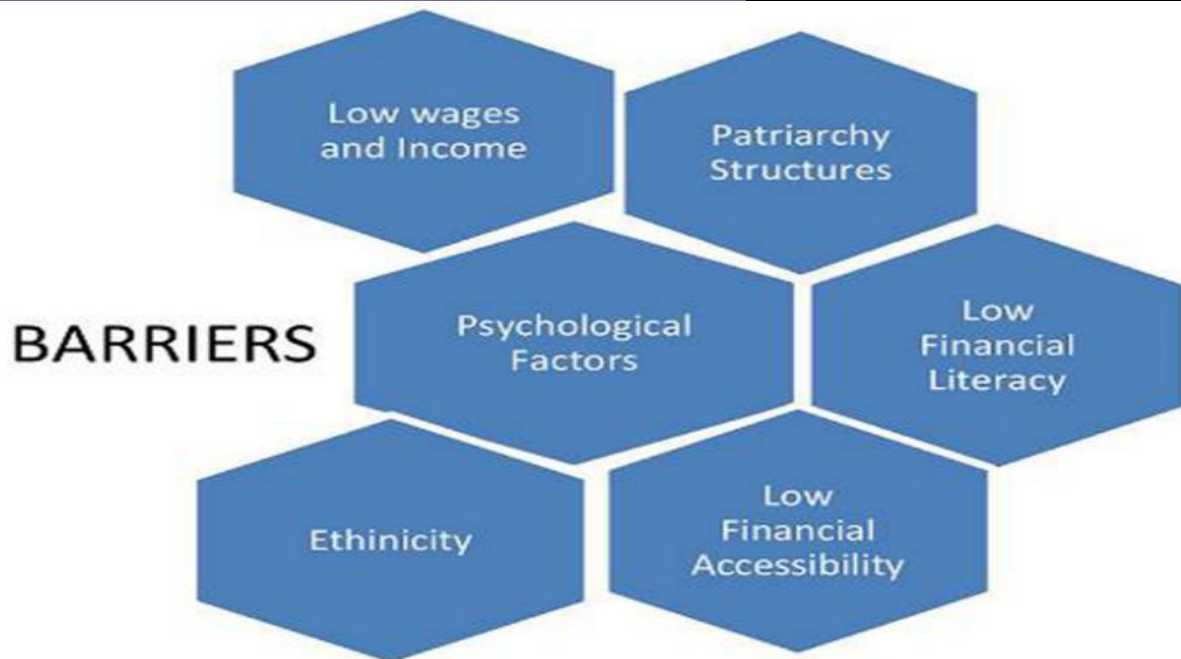 Low wages
and Income
Patriarchy
Structures
BARRIERS
Psychological
Factors
Low
Financial
Literacy
Ethinicity
Low
Financial
Accessibility